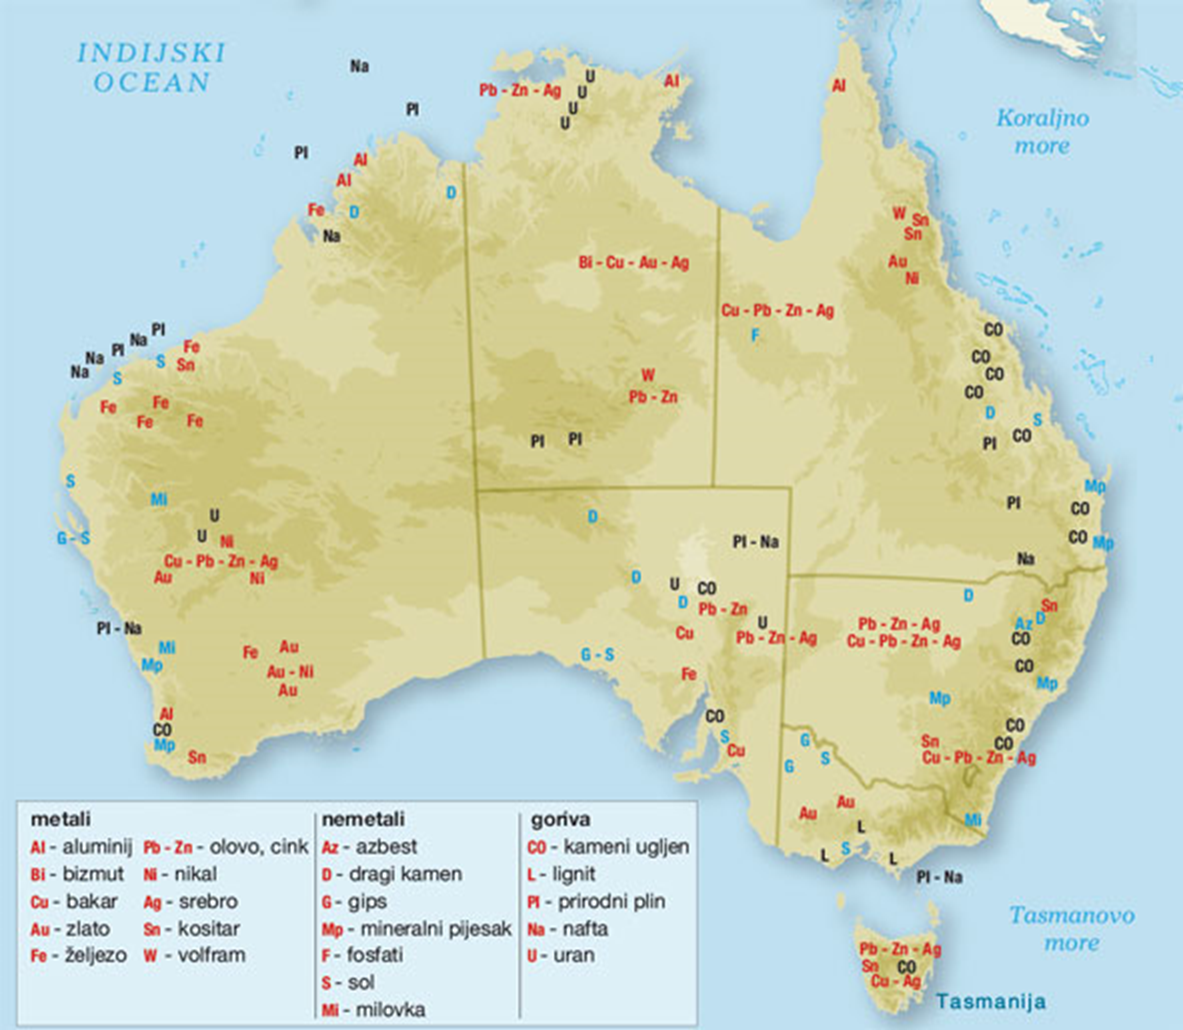 INDIJSKI
OCEAN
Na
Pl
Pl
Pb - Zn - Ag
U
U
U
U
Al
Al
Koraljno
more
Al
Al
Fe
D
D
Na
W
Sn
Sn
Au
Ni
Bi - Cu - Au - Ag
Cu - Pb - Zn - Ag
F
Na
Na
Pl
Na
Pl
S
S
Fe
Sn
Fe
Fe
Fe
Fe
W
Pb - Zn
Pl
Pl
CO
CO
CO
CO
D
S
Pl
CO
Pl
Mp
CO
CO
Mp
Na
S
G - S
Mi
U
U
Ni
Cu - Pb - Zn - Ag
Au
Ni
Pl - Na
Mi
Mp
Fe
Au
Au - Ni
Au
Al
CO
Mp
Sn
D
Pl - Na
D
U
CO
D
Pb - Zn
U
Cu
Pb - Zn - Ag
G - S
Fe
CO
S
Cu
D
Sn
Az
D
Pb - Zn - Ag
Cu - Pb - Zn - Ag
CO
CO
Mp
Mp
CO
Sn
CO
Cu - Pb - Zn - Ag
G
S
G
Au
Au
L
Mi
L
S
L
Pl - Na
Tasmanovo
more
Pb - Zn - Ag
Sn
CO
Cu - Ag
Tasmanija
metali
Al - aluminij
Bi - bizmut
Cu - bakar
Au - zlato
Fe - željezo
Pb - Zn - olovo, cink
Ni - nikal
Ag - srebro
Sn - kositar
W - volfram
nemetali
Az - azbest
D - dragi kamen
G - gips
Mp - mineralni pijesak
F - fosfati
S - sol
Mi - milovka
goriva
CO - kameni ugljen
L - lignit
Pl - prirodni plin
Na - nafta
U - uran